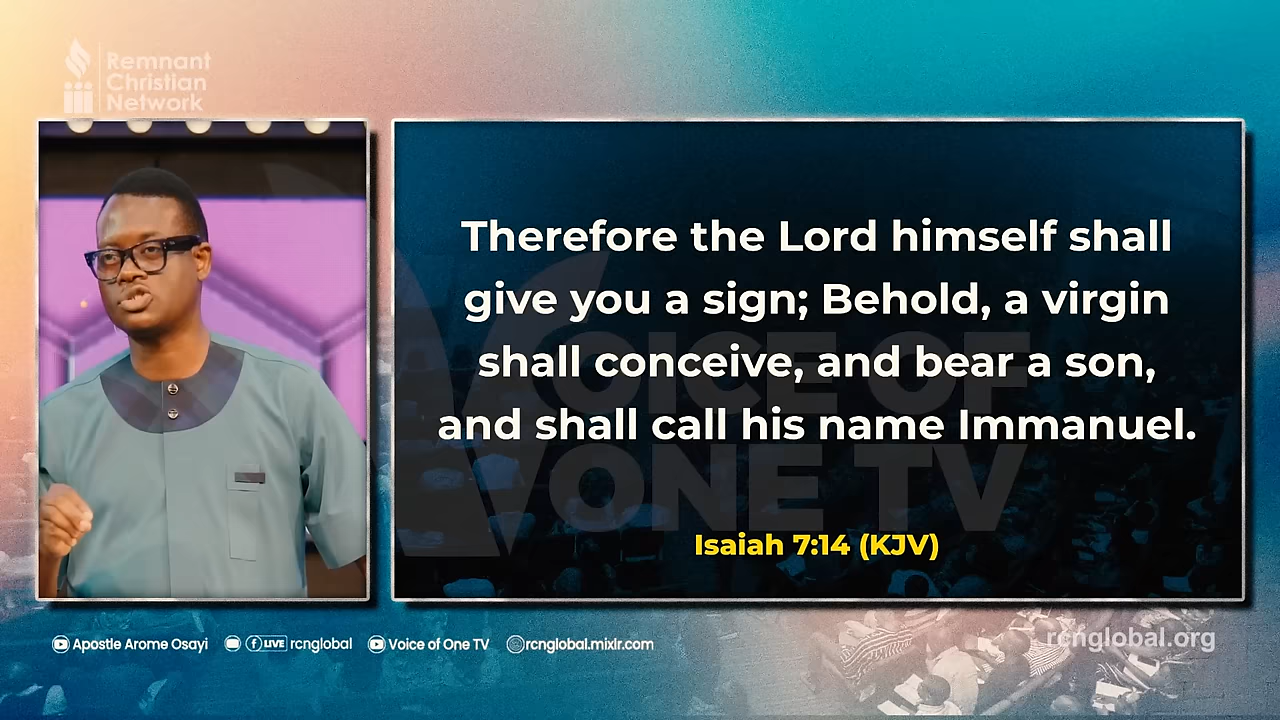 Remnant
Christian
Network
Therefore the Lord himself shall
give you a sign; Behold, a virgin
shall conceive, and bear a son,
and shall call his name Immanuel.
VOICE OF
ONE TV
Isaiah 7:14 (KJV)
Apostle Arome Osayi
LIVE rcnglobal
Voice of One TV
rcnglobal.mixlr.com
rcnglobal.org